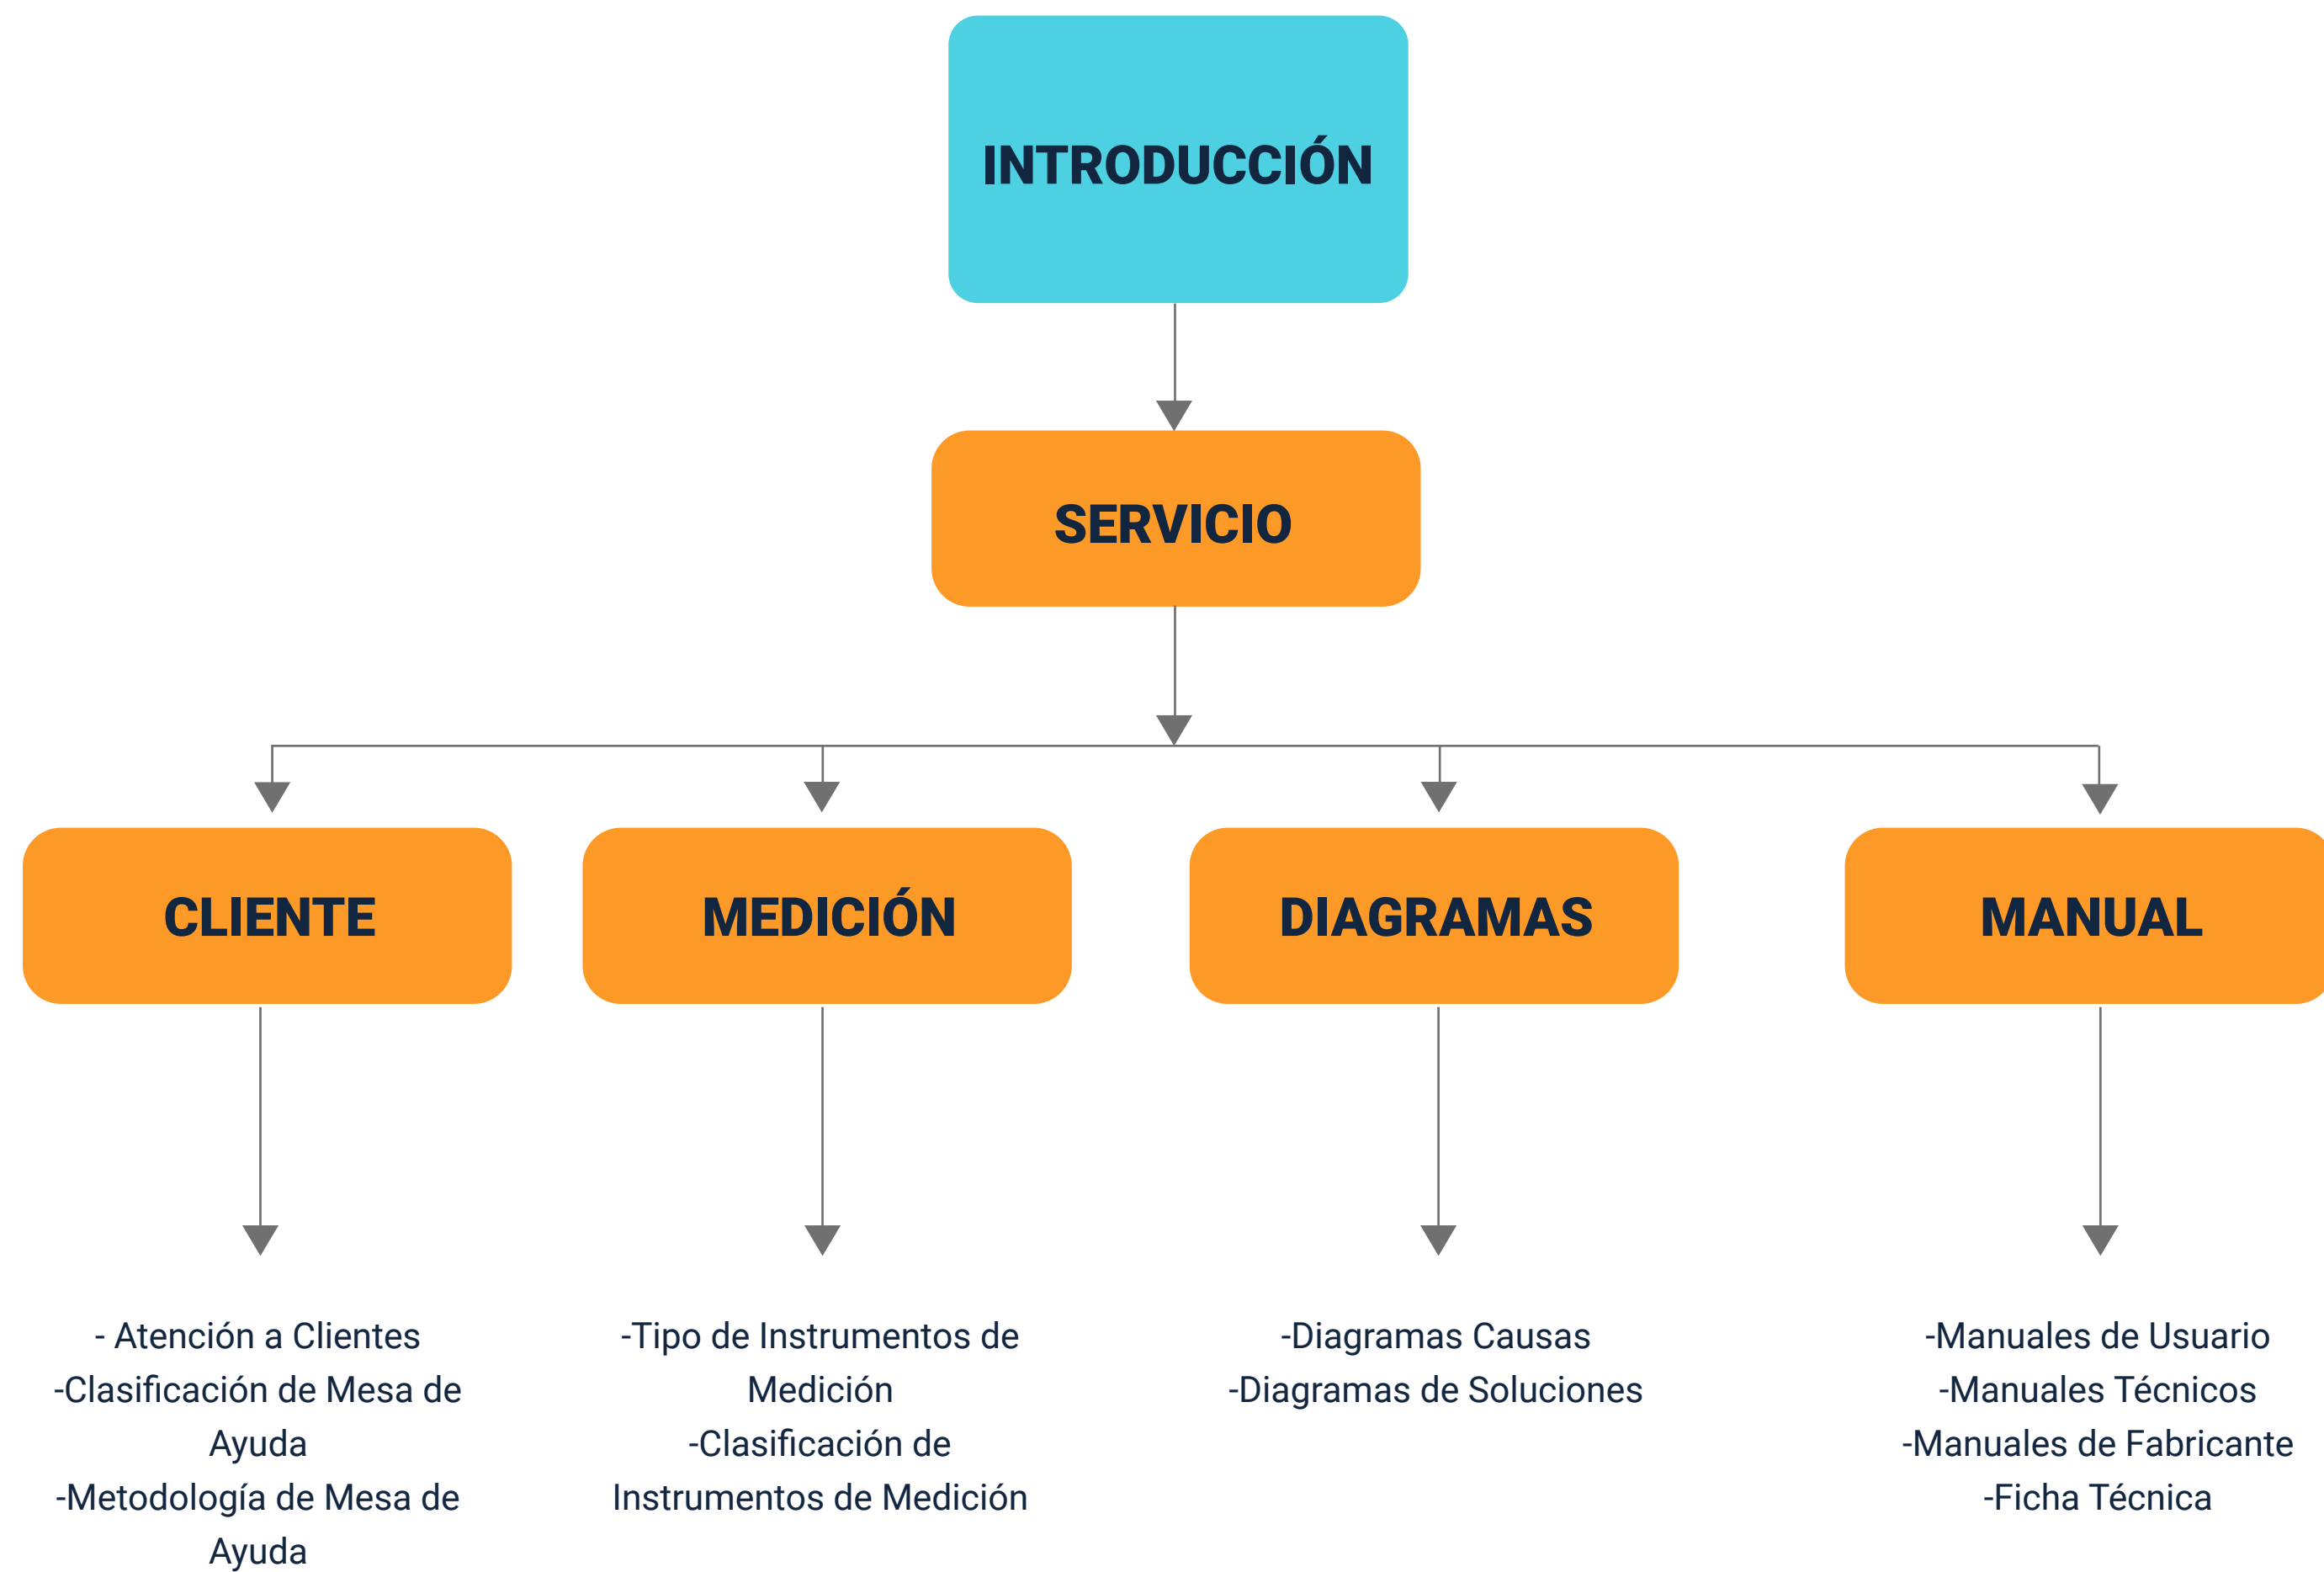 INTRODUCCIÓN
SERVICIO
CLIENTE
MEDICIÓN
DIAGRAMAS
MANUAL
- Atención a Clientes
-Clasificación de Mesa de
Ayuda
-Metodología de Mesa de
Ayuda
-Tipo de Instrumentos de
Medición
-Clasificación de
Instrumentos de Medición
-Diagramas Causas
-Diagramas de Soluciones
-Manuales de Usuario
-Manuales Técnicos
-Manuales de Fabricante
-Ficha Técnica